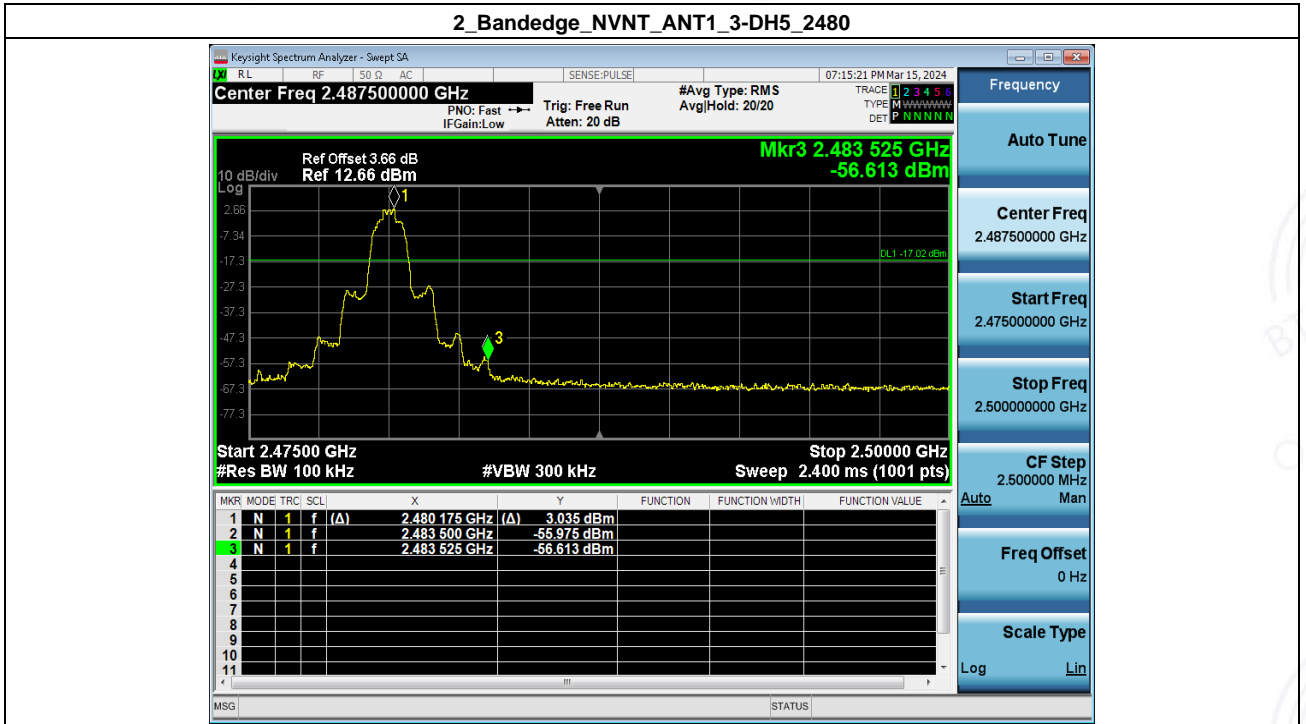 2_Bandedge_NVNT_ANT1_3-DH5_2480
Keysight Spectrum Analyzer - Swept SA
LXI RL RF 50 Ω AC SENSE:PULSE 07:15:21 PM Mar 15, 2024
Center Freq 2.487500000 GHz #Avg Type: RMS TRACE 1 2 3 4 5 6
PNO: Fast Trig: Free Run Avg|Hold: 20/20 TYPE M WWWWW
IFGain:Low Atten: 20 dB DET P N N N N N
Mkr3 2.483 525 GHz
-56.613 dBm
Ref Offset 3.66 dB
10 dB/div Ref 12.66 dBm
Log
1
2.66
-7.34
DL1 -17.02 dBm
-17.3
-27.3
-37.3
-47.3
3
-57.3
-67.3
-77.3
Start 2.47500 GHz Stop 2.50000 GHz
#Res BW 100 kHz #VBW 300 kHz Sweep 2.400 ms (1001 pts)
MKR MODE TRC SCL X Y FUNCTION FUNCTION WIDTH FUNCTION VALUE
1 N 1 f (Δ) 2.480 175 GHz (Δ) 3.035 dBm
2 N 1 f 2.483 500 GHz -55.975 dBm
3 N 1 f 2.483 525 GHz -56.613 dBm
4
5
6
7
8
9
10
11
MSG STATUS
Frequency
Auto Tune
Center Freq
2.487500000 GHz
Start Freq
2.475000000 GHz
Stop Freq
2.500000000 GHz
CF Step
2.500000 MHz
Auto Man
Freq Offset
0 Hz
Scale Type
Log Lin